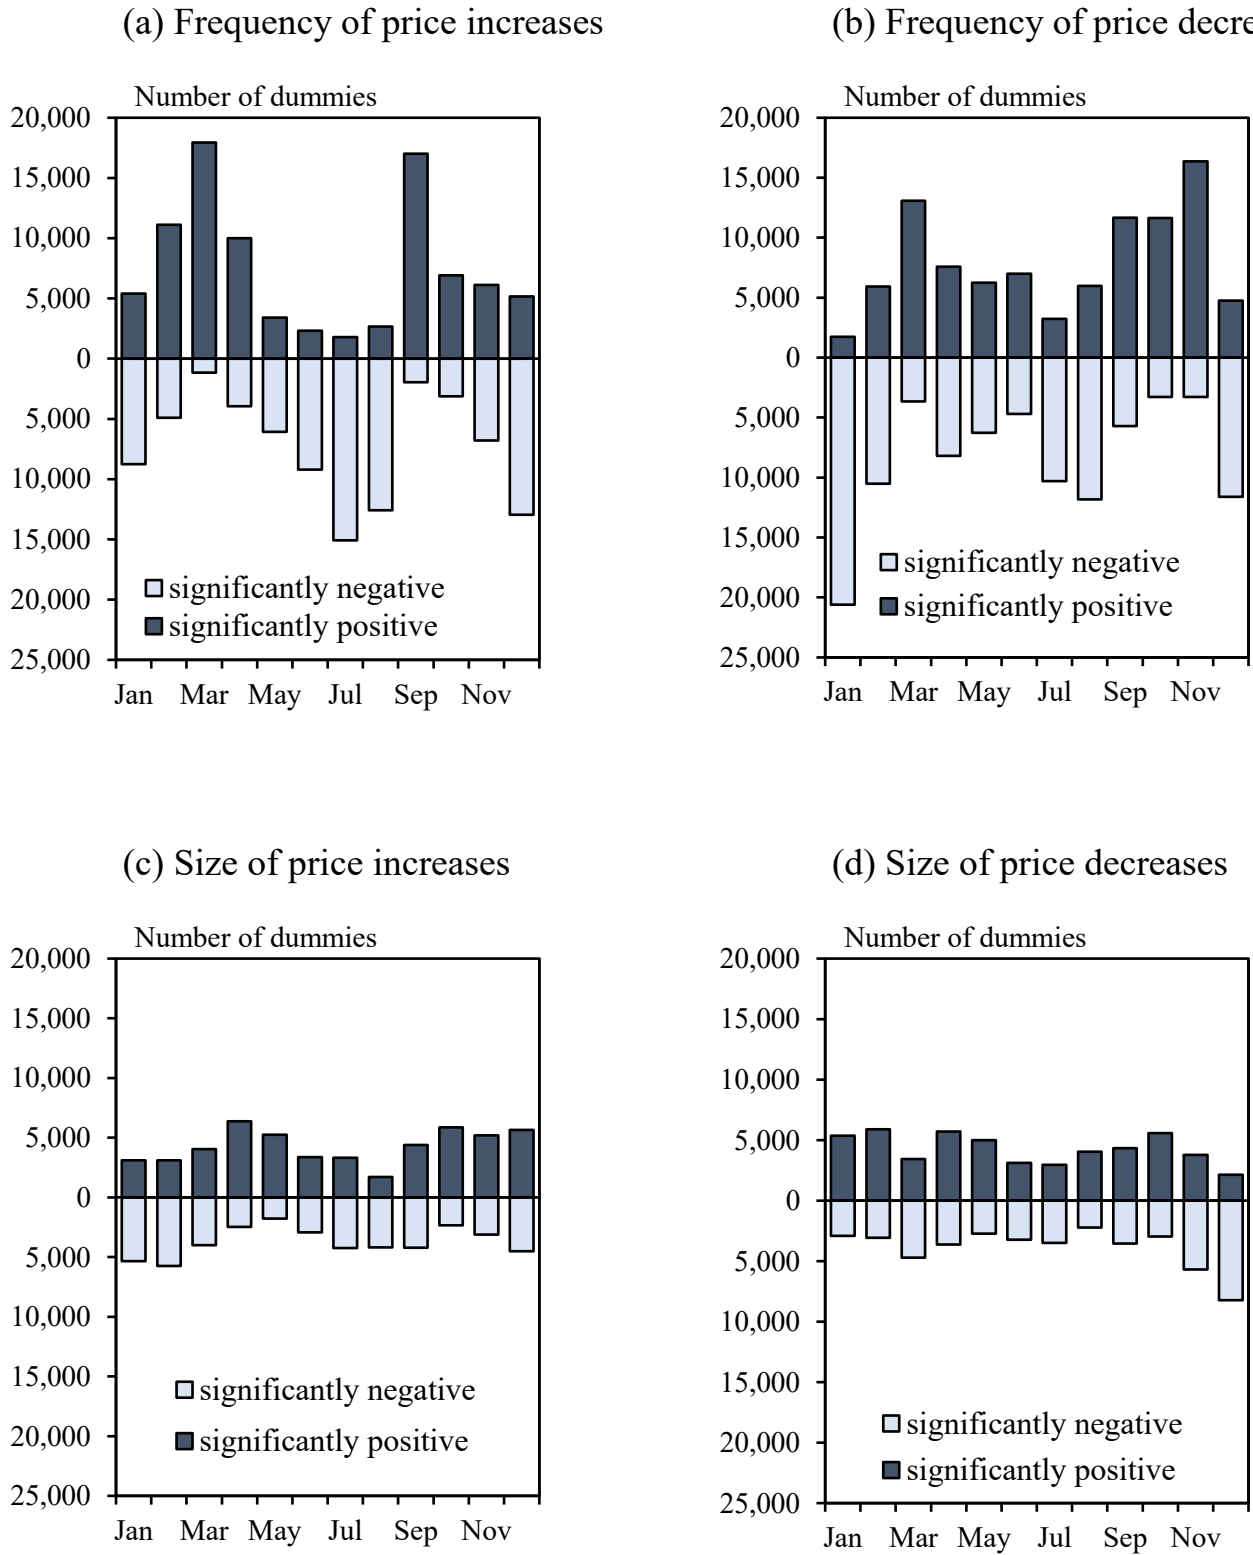 (a) Frequency of price increases
Number of dummies
20,000
15,000
10,000
5,000
0
5,000
10,000
15,000
20,000
25,000
significantly negative
significantly positive
Jan Mar May Jul Sep Nov
(b) Frequency of price decre
Number of dummies
20,000
15,000
10,000
5,000
0
5,000
10,000
15,000
20,000
25,000
significantly negative
significantly positive
Jan Mar May Jul Sep Nov
(c) Size of price increases
Number of dummies
20,000
15,000
10,000
5,000
0
5,000
10,000
15,000
20,000
25,000
significantly negative
significantly positive
Jan Mar May Jul Sep Nov
(d) Size of price decreases
Number of dummies
20,000
15,000
10,000
5,000
0
5,000
10,000
15,000
20,000
25,000
significantly negative
significantly positive
Jan Mar May Jul Sep Nov